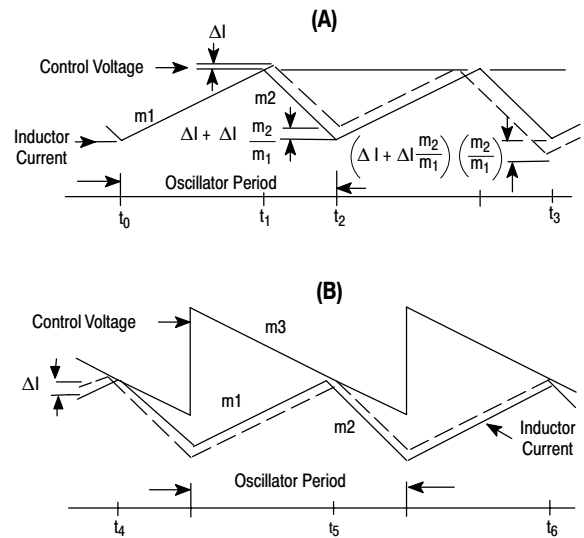 (A)
ΔI
Control Voltage
m1
m2
Inductor
Current
ΔI + ΔI m2/m1
(ΔI + ΔI m2/m1) (m2/m1)
Oscillator Period
t0
t1
t2
t3
(B)
Control Voltage
m3
ΔI
m1
m2
Inductor
Current
Oscillator Period
t4
t5
t6